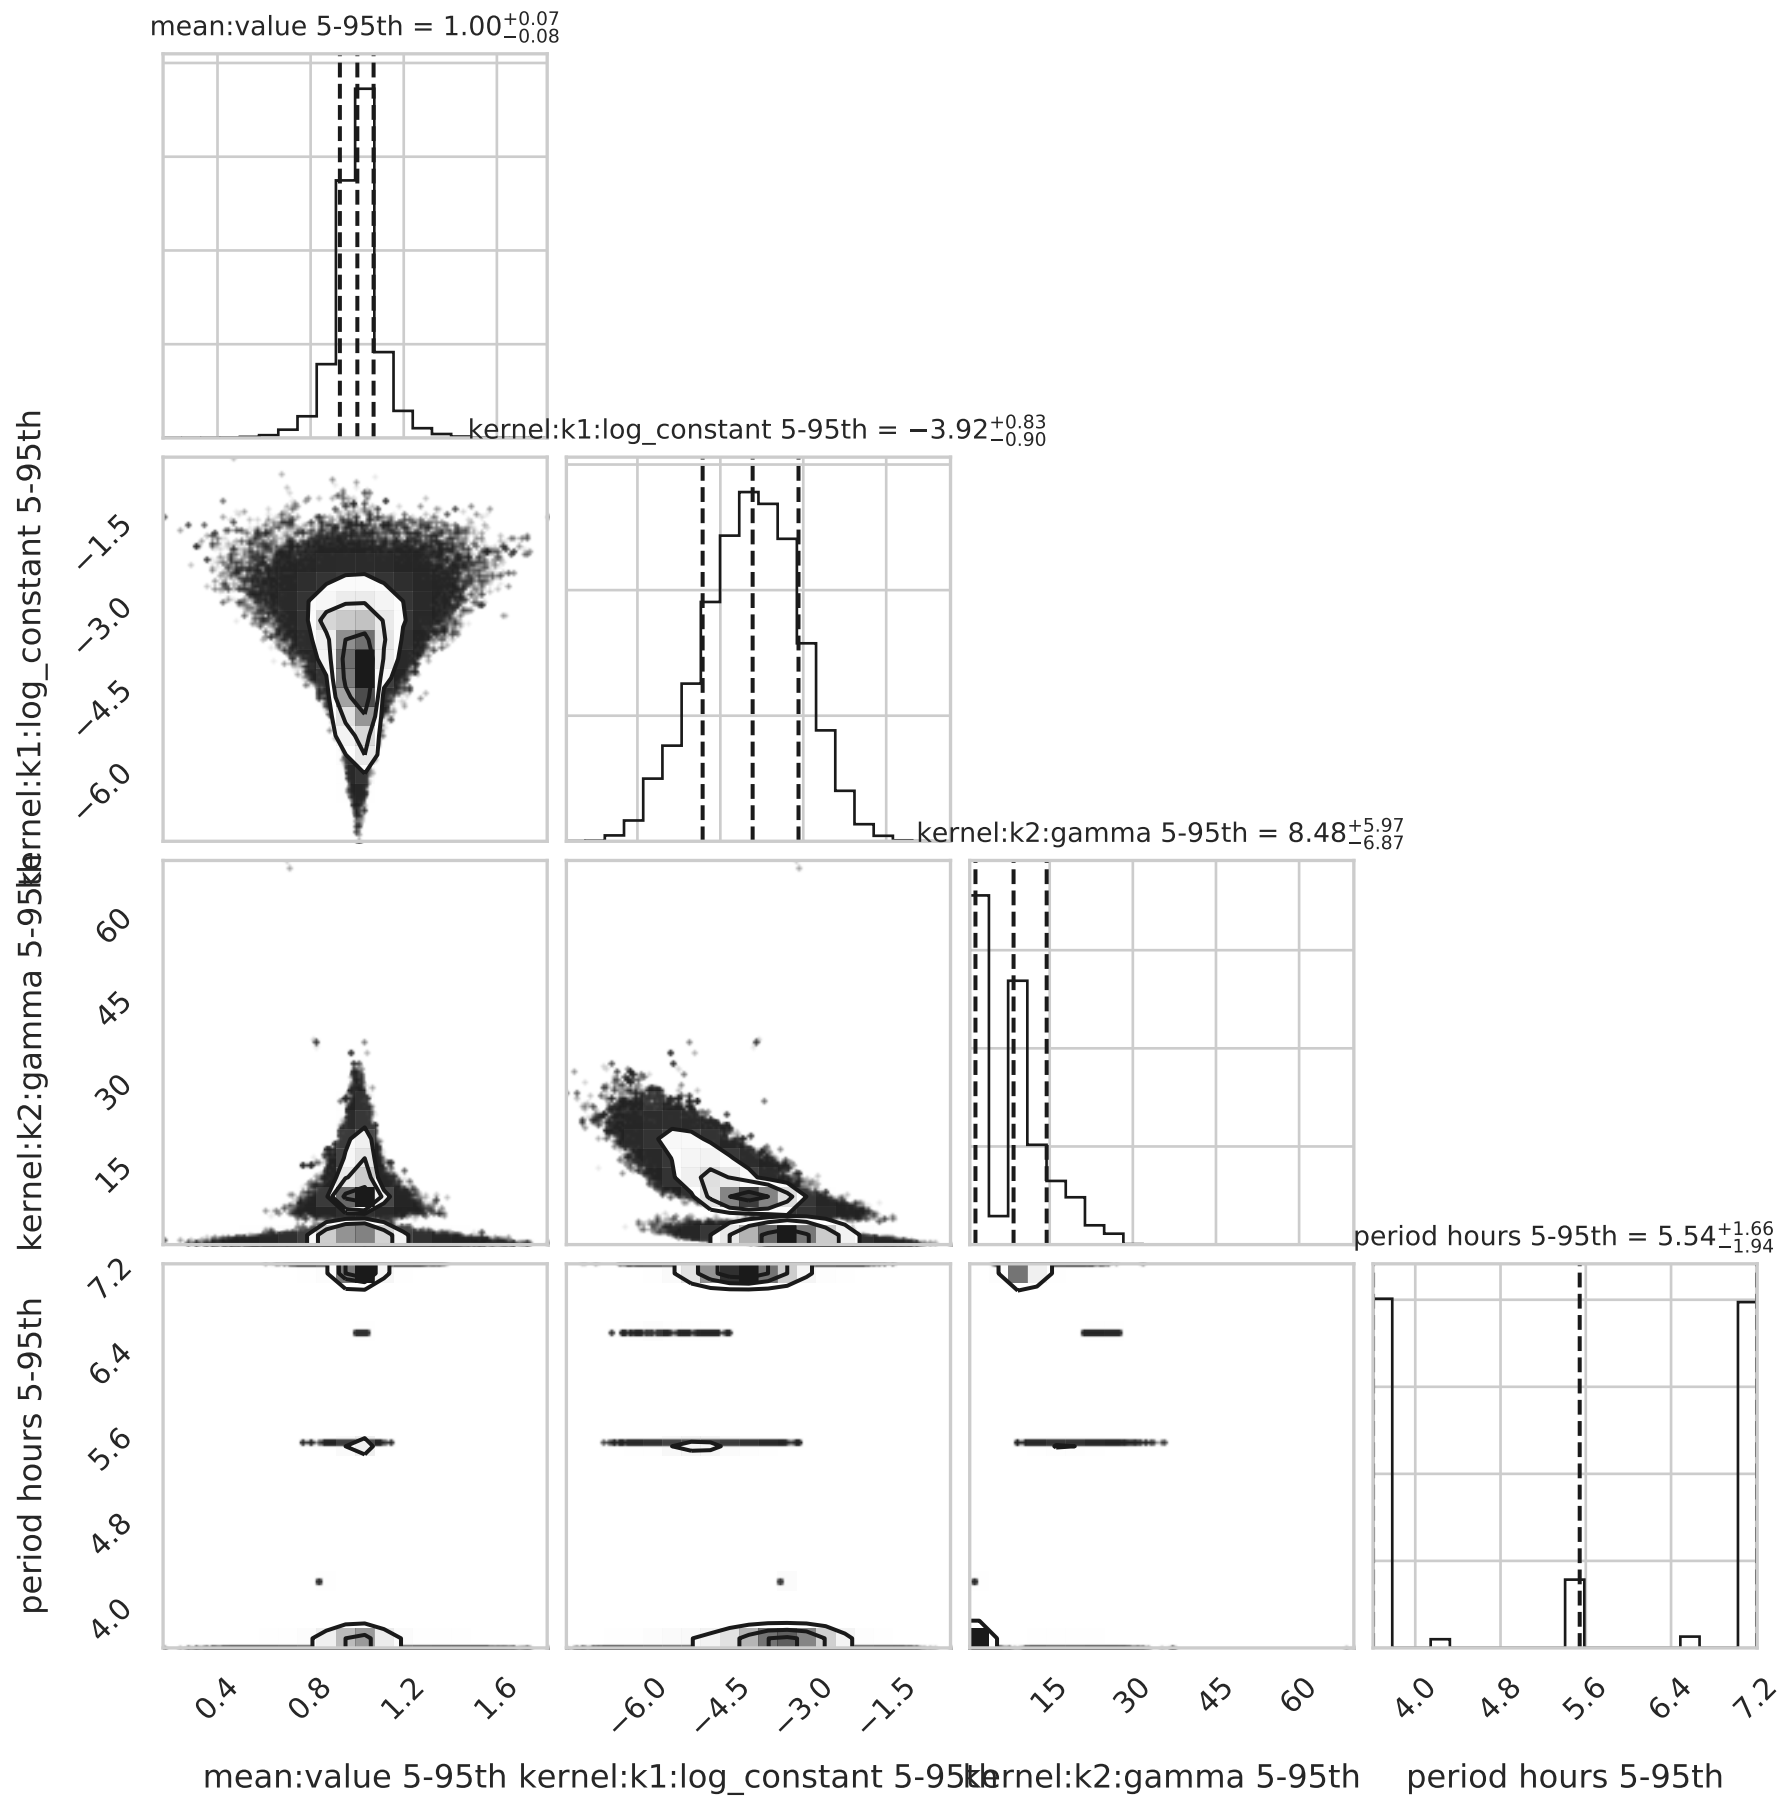 mean:value 5-95th = 1.00+0.07−0.08
kernel:k1:log_constant 5-95th = −3.92+0.83−0.90
kernel:k1:log_constant 5-95th
−1.5
−3.0
−4.5
−6.0
kernel:k2:gamma 5-95th = 8.48+5.97−6.87
kernel:k2:gamma 5-95th
60
45
30
15
period hours 5-95th = 5.54+1.66−1.94
period hours 5-95th
7.2
6.4
5.6
4.8
4.0
0.4 0.8 1.2 1.6 −6.0 −4.5 −3.0 −1.5 15 30 45 60 4.0 4.8 5.6 6.4 7.2
mean:value 5-95th kernel:k1:log_constant 5-95th kernel:k2:gamma 5-95th period hours 5-95th